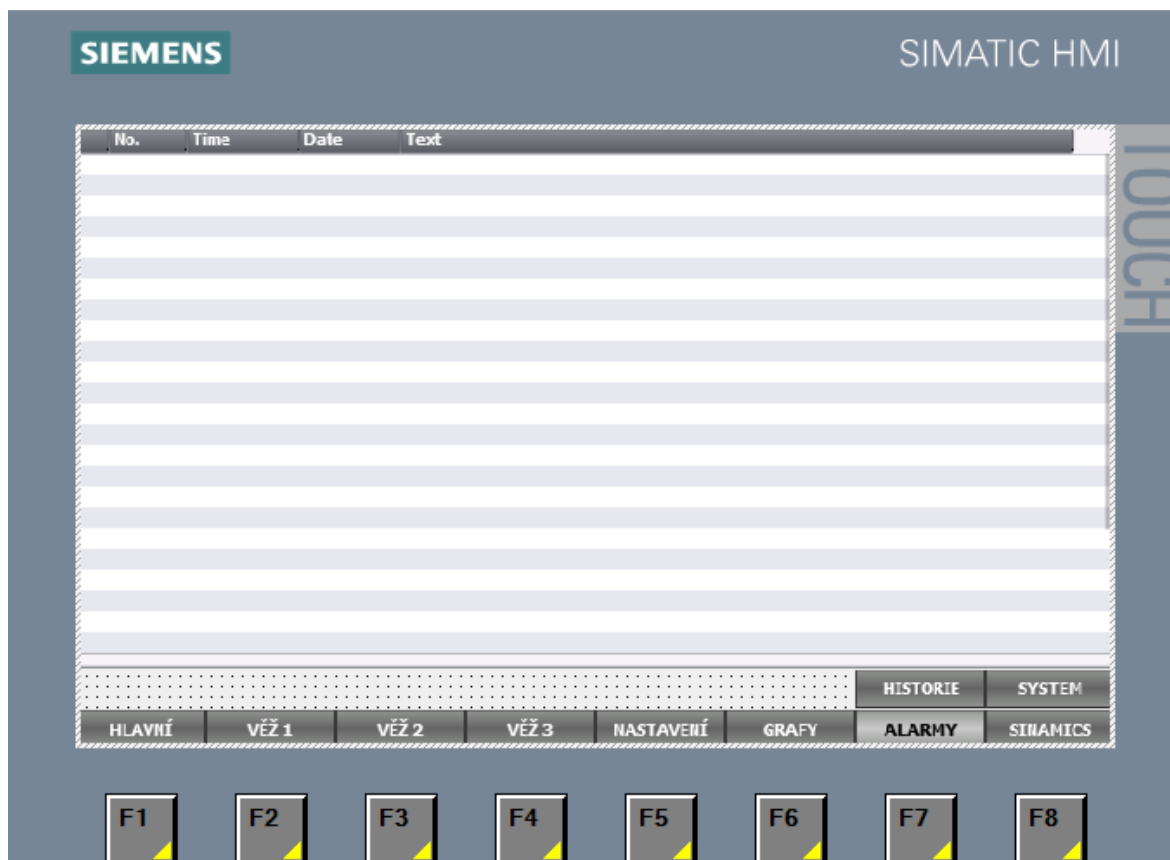 SIEMENS
SIMATIC HMI
TOUCH
No. Time Date Text
HISTORIE SYSTEM
HLAVNÍ VĚŽ 1 VĚŽ 2 VĚŽ 3 NASTAVENÍ GRAFY ALARMY SINAMICS
F1 F2 F3 F4 F5 F6 F7 F8